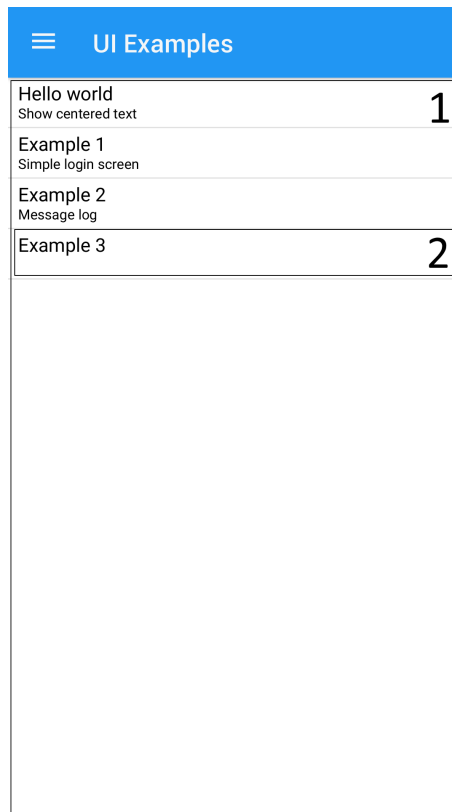 UI Examples
Hello world
Show centered text
1
Example 1
Simple login screen
Example 2
Message log
Example 3
2